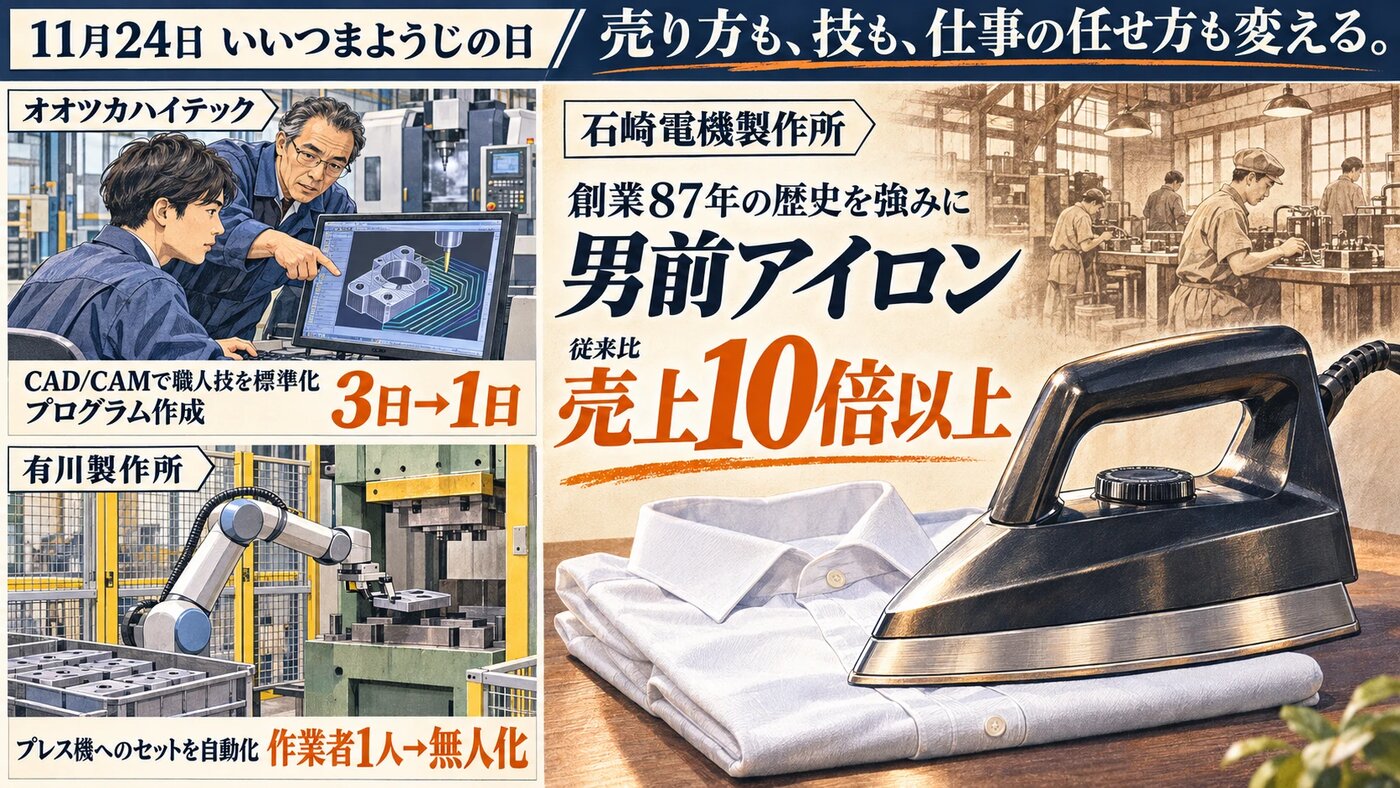 11月24日 いいつまようじの日
売り方も、技も、仕事の任せ方も変える。
オオツカハイテック
CAD/CAMで職人技を標準化
プログラム作成
3日→1日
有川製作所
プレス機へのセットを自動化
作業者1人→無人化
石崎電機製作所
創業87年の歴史を強みに
男前アイロン
従来比
売上10倍以上